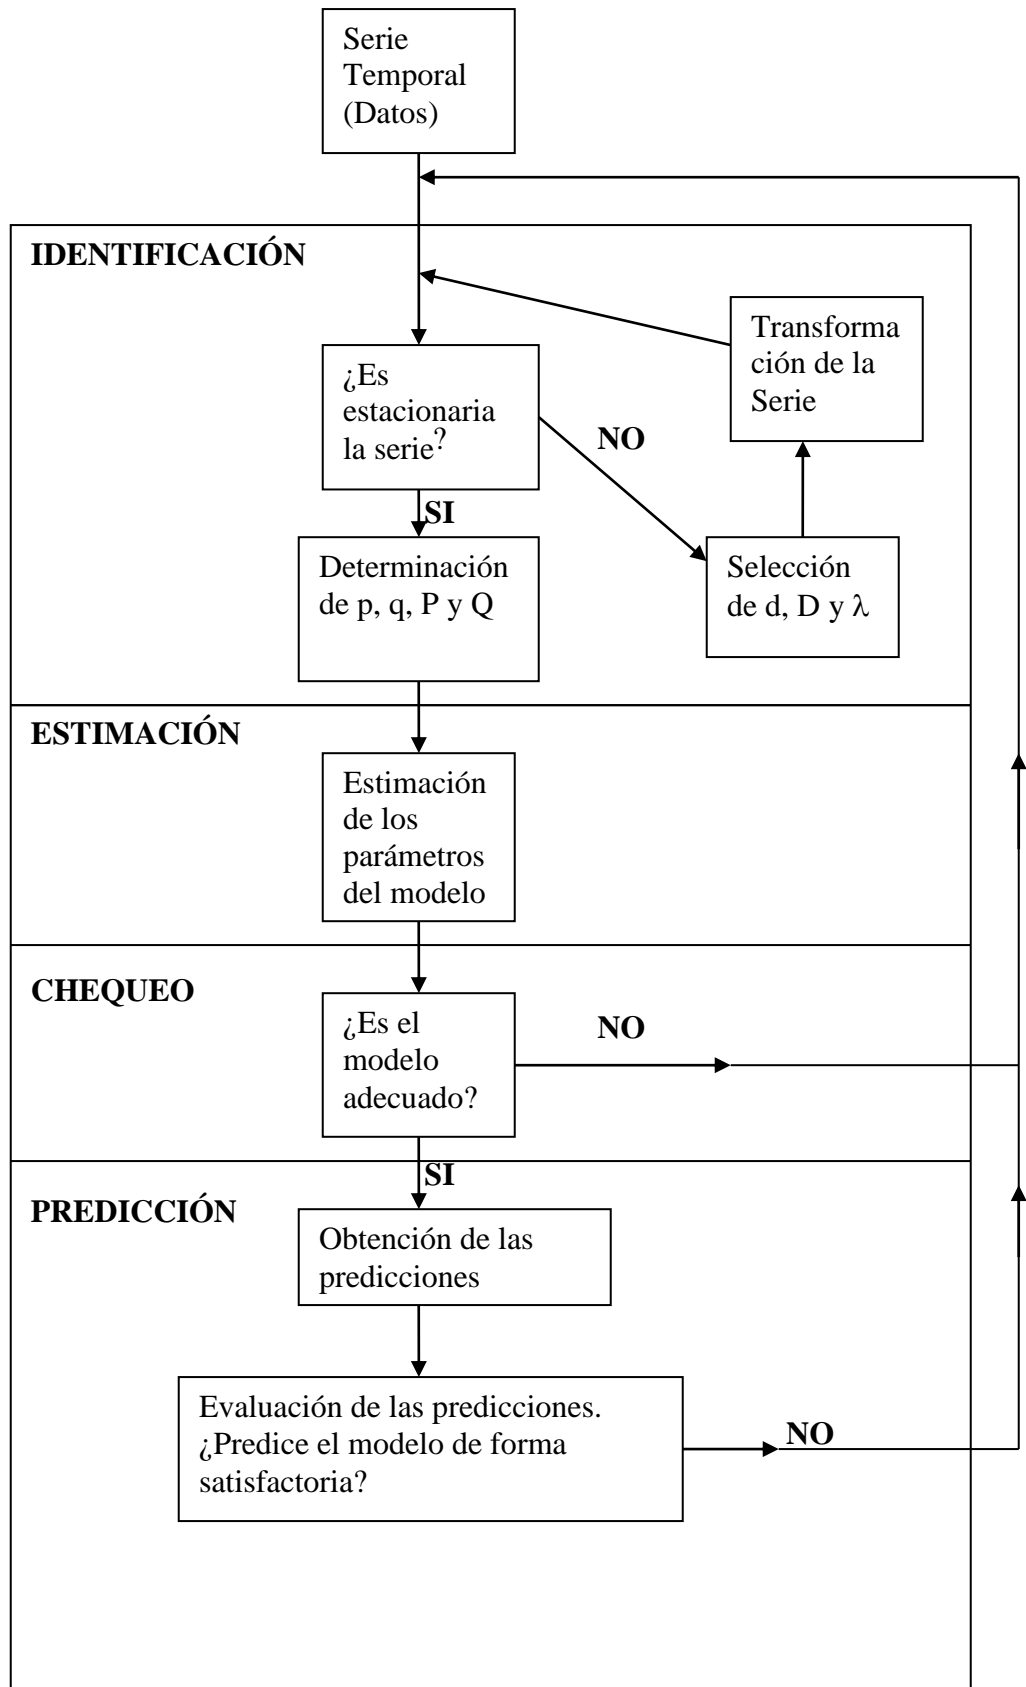 Serie
Temporal
(Datos)
IDENTIFICACIÓN
Transforma
ción de la
Serie
¿Es
estacionaria
la serie?
NO
SI
Determinación
de p, q, P y Q
Selección
de d, D y λ
ESTIMACIÓN
Estimación
de los
parámetros
del modelo
CHEQUEO
¿Es el
modelo
adecuado?
NO
SI
PREDICCIÓN
Obtención de las
predicciones
Evaluación de las predicciones.
¿Predice el modelo de forma
satisfactoria?
NO